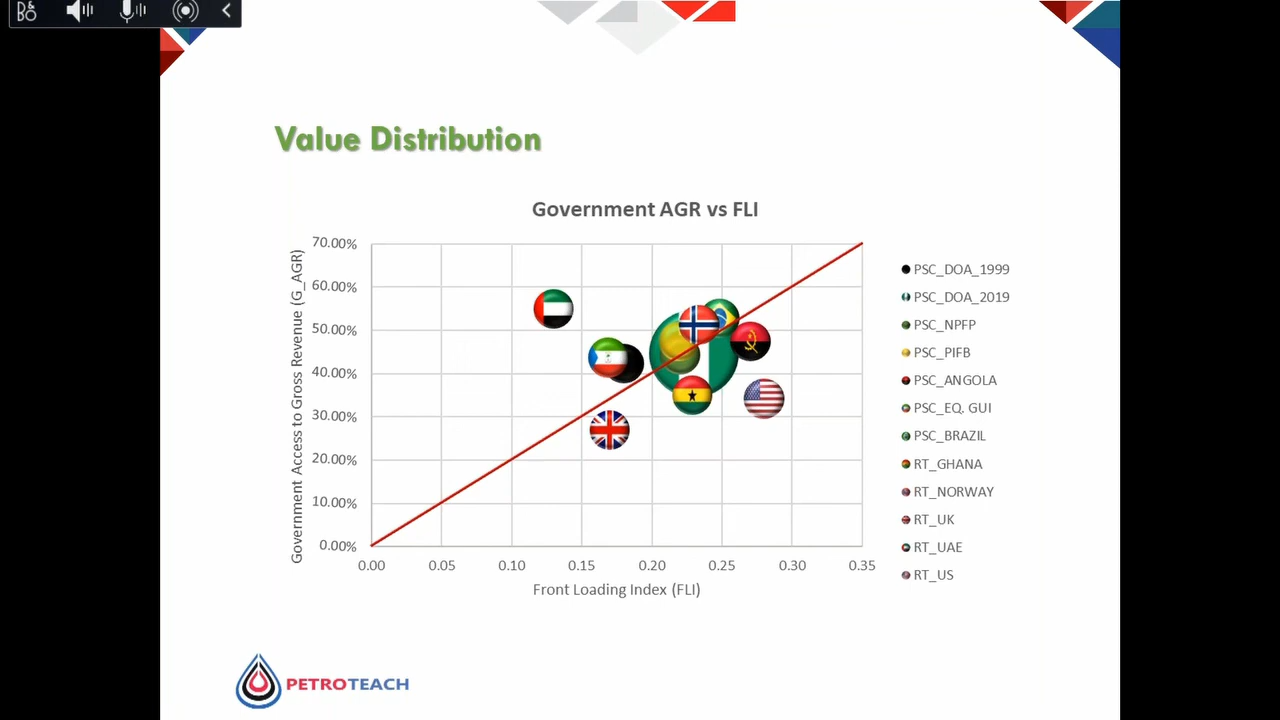 Value Distribution
Government AGR vs FLI
Government Access to Gross Revenue (G_AGR)
70.00%
60.00%
50.00%
40.00%
30.00%
20.00%
10.00%
0.00%
0.00 0.05 0.10 0.15 0.20 0.25 0.30 0.35
Front Loading Index (FLI)
PSC_DOA_1999
PSC_DOA_2019
PSC_NPFP
PSC_PIFB
PSC_ANGOLA
PSC_EQ. GUI
PSC_BRAZIL
RT_GHANA
RT_NORWAY
RT_UK
RT_UAE
RT_US
PETROTEACH